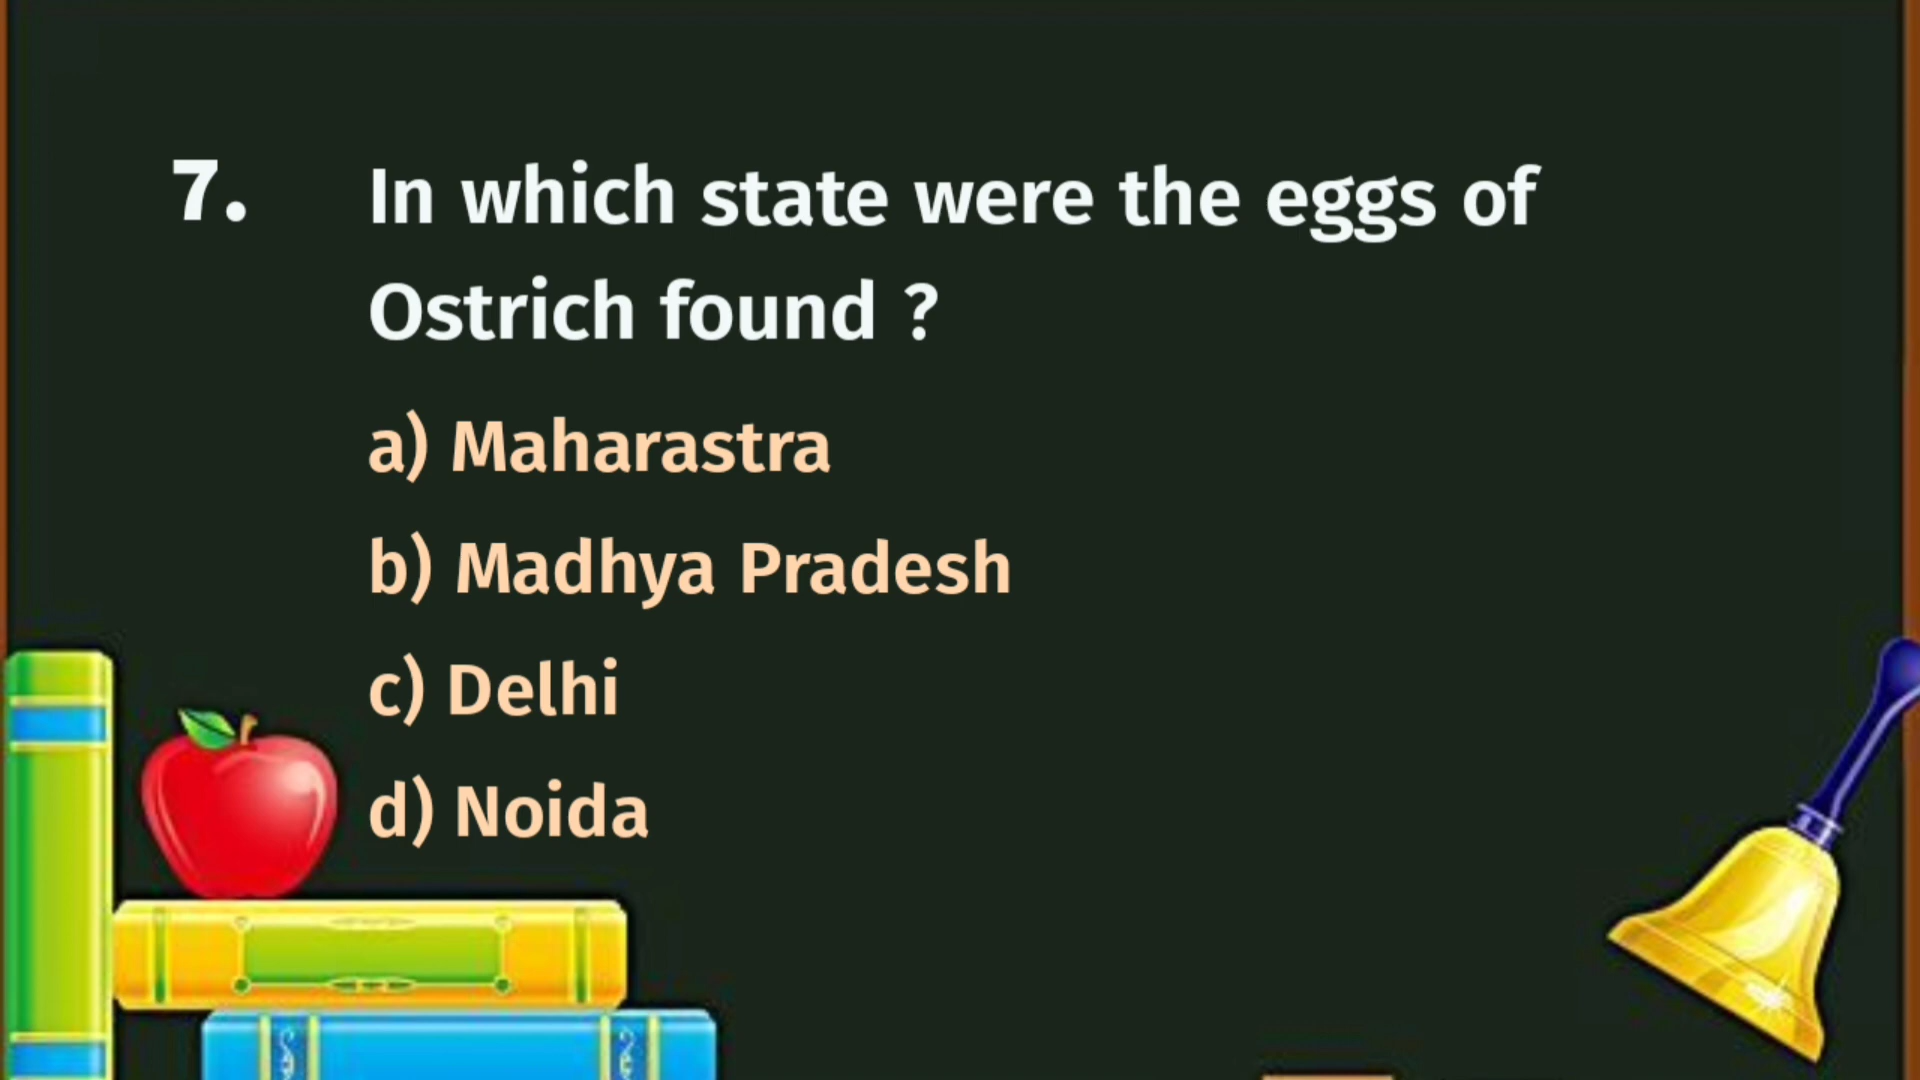 7. In which state were the eggs of
Ostrich found ?
a) Maharastra
b) Madhya Pradesh
c) Delhi
d) Noida